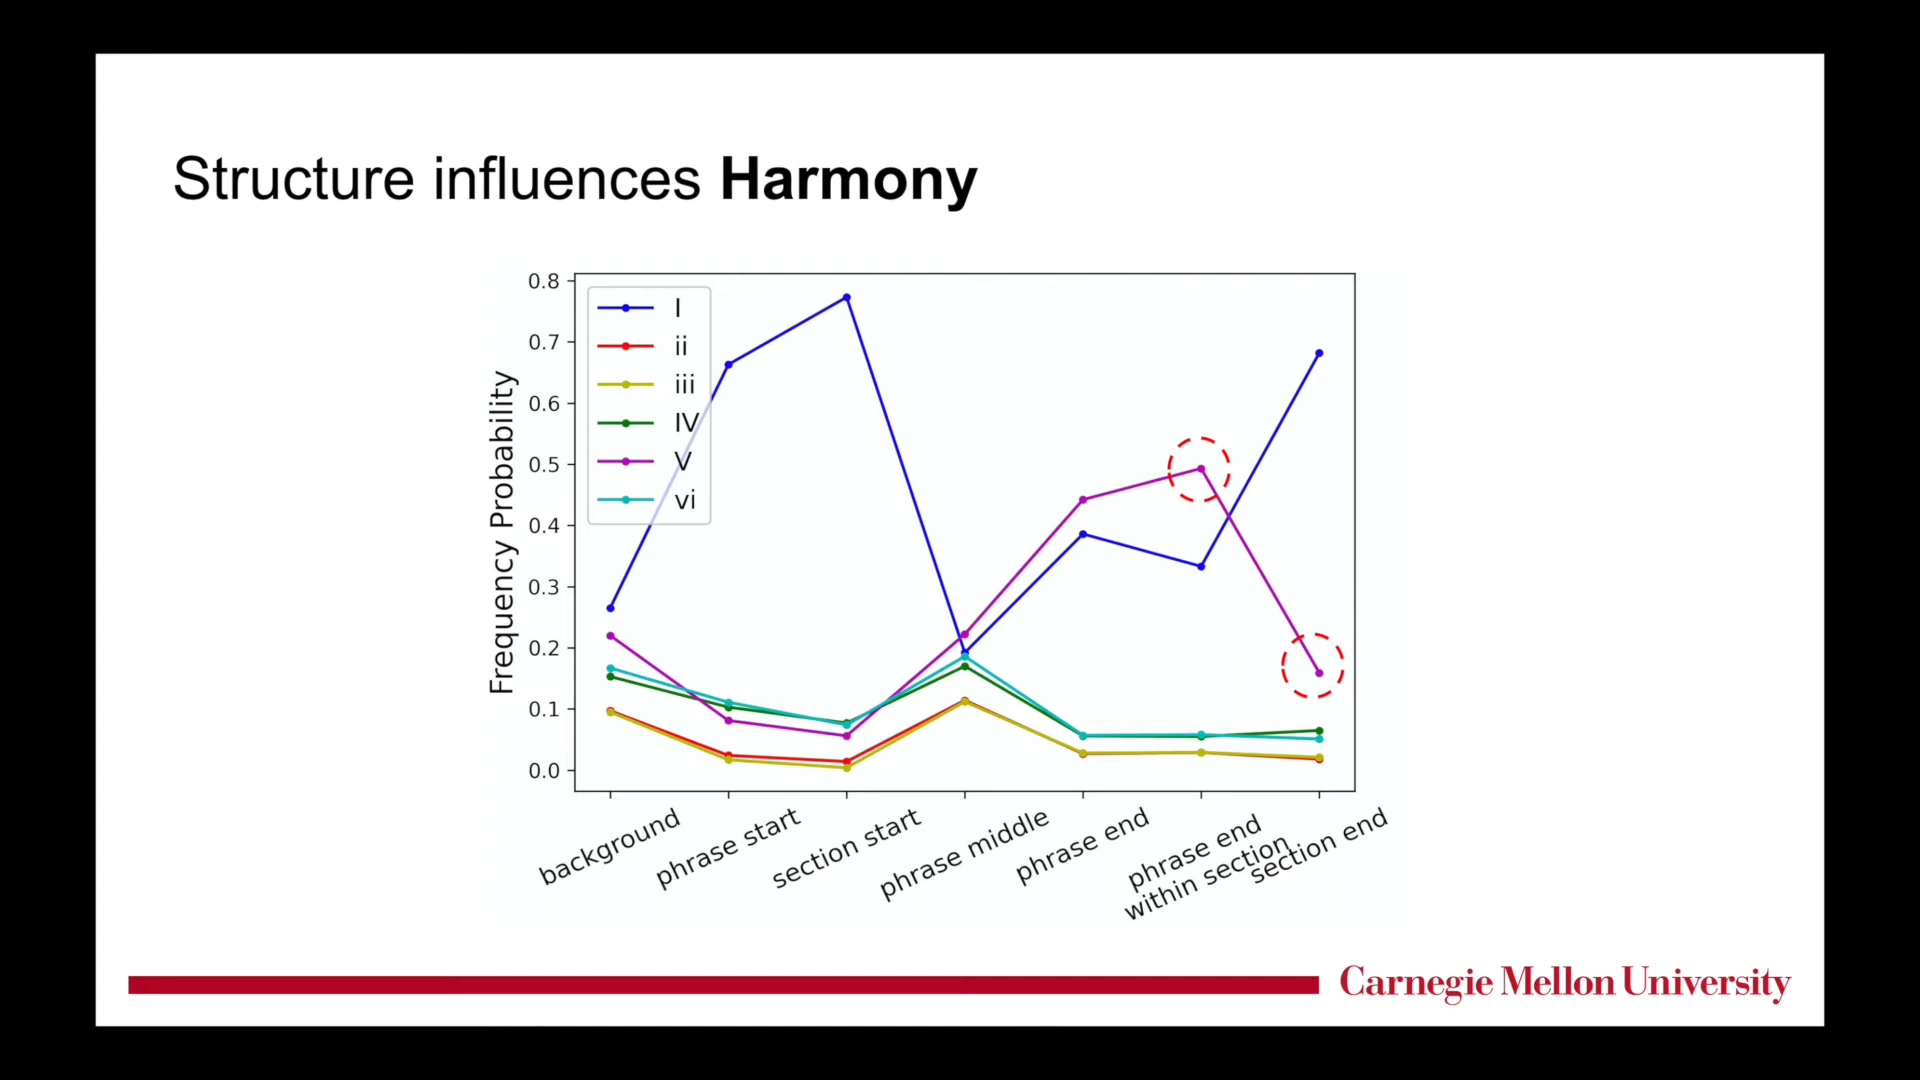 Structure influences Harmony
0.8
0.7
0.6
0.5
0.4
0.3
0.2
0.1
0.0
Frequency Probability
I
ii
iii
IV
V
vi
background
phrase start
section start
phrase middle
phrase end
phrase end
within section
section end
Carnegie Mellon University